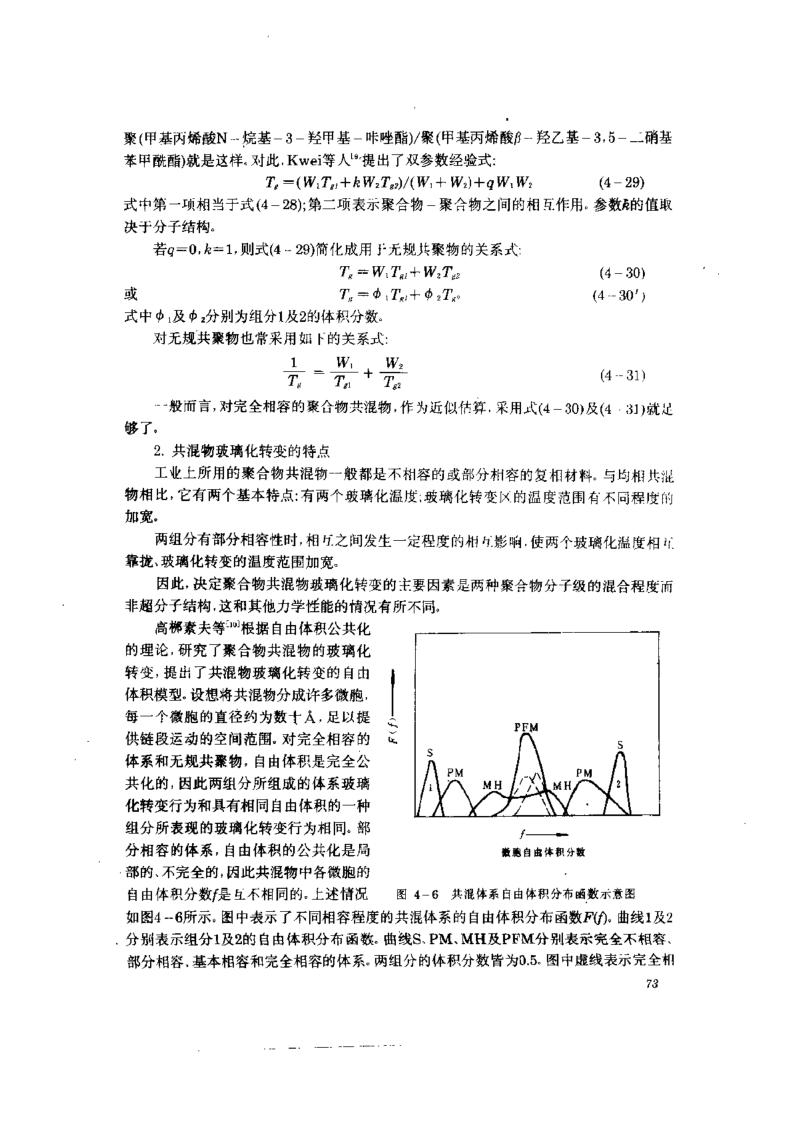 聚(甲基丙烯酸N-烷基-3-羟甲基-咔唑酯)/聚(甲基丙烯酸β-羟乙基-3,5-二硝基
苯甲酰酯)就是这样。对此,Kwei等人提出了双参数经验式:
Tg=(W₁Tg1+kW₂Tg2)/(W₁+W₂)+qW₁W₂ (4-29)
式中第一项相当于式(4-28);第二项表示聚合物-聚合物之间的相互作用。参数k的值取
决于分子结构。
若q=0,k=1,则式(4-29)简化成用于无规共聚物的关系式:
Tg=W₁Tg1+W₂Tg2 (4-30)
或 Tg=Φ₁Tg1+Φ₂Tg2 (4-30′)
式中Φ₁及Φ₂分别为组分1及2的体积分数。
对无规共聚物也常采用如下的关系式:
1/Tg = W₁/Tg1 + W₂/Tg2 (4-31)
一般而言,对完全相容的聚合物共混物,作为近似估算,采用式(4-30)及(4-31)就足
够了。
2. 共混物玻璃化转变的特点
工业上所用的聚合物共混物一般都是不相容的或部分相容的复相材料。与均相共混
物相比,它有两个基本特点:有两个玻璃化温度;玻璃化转变区的温度范围有不同程度的
加宽。
两组分有部分相容性时,相互之间发生一定程度的相互影响,使两个玻璃化温度相互
靠拢、玻璃化转变的温度范围加宽。
因此,决定聚合物共混物玻璃化转变的主要因素是两种聚合物分子级的混合程度而
非超分子结构,这和其他力学性能的情况有所不同。
高梆素夫等[10]根据自由体积公共化
的理论,研究了聚合物共混物的玻璃化
转变,提出了共混物玻璃化转变的自由
体积模型。设想将共混物分成许多微胞,
每一个微胞的直径约为数十Å,足以提
供链段运动的空间范围。对完全相容的
体系和无规共聚物,自由体积是完全公
共化的,因此两组分所组成的体系玻璃
化转变行为和具有相同自由体积的一种
组分所表现的玻璃化转变行为相同。部
分相容的体系,自由体积的公共化是局
部的、不完全的,因此共混物中各微胞的
自由体积分数f是互不相同的。上述情况
F(f)
PFM
S
S
PM
PM
MH
MH
1
2
f
微胞自由体积分数
图 4-6 共混体系自由体积分布函数示意图
如图4-6所示。图中表示了不同相容程度的共混体系的自由体积分布函数F(f)。曲线1及2
分别表示组分1及2的自由体积分布函数。曲线S、PM、MH及PFM分别表示完全不相容、
部分相容、基本相容和完全相容的体系。两组分的体积分数皆为0.5。图中虚线表示完全相
73